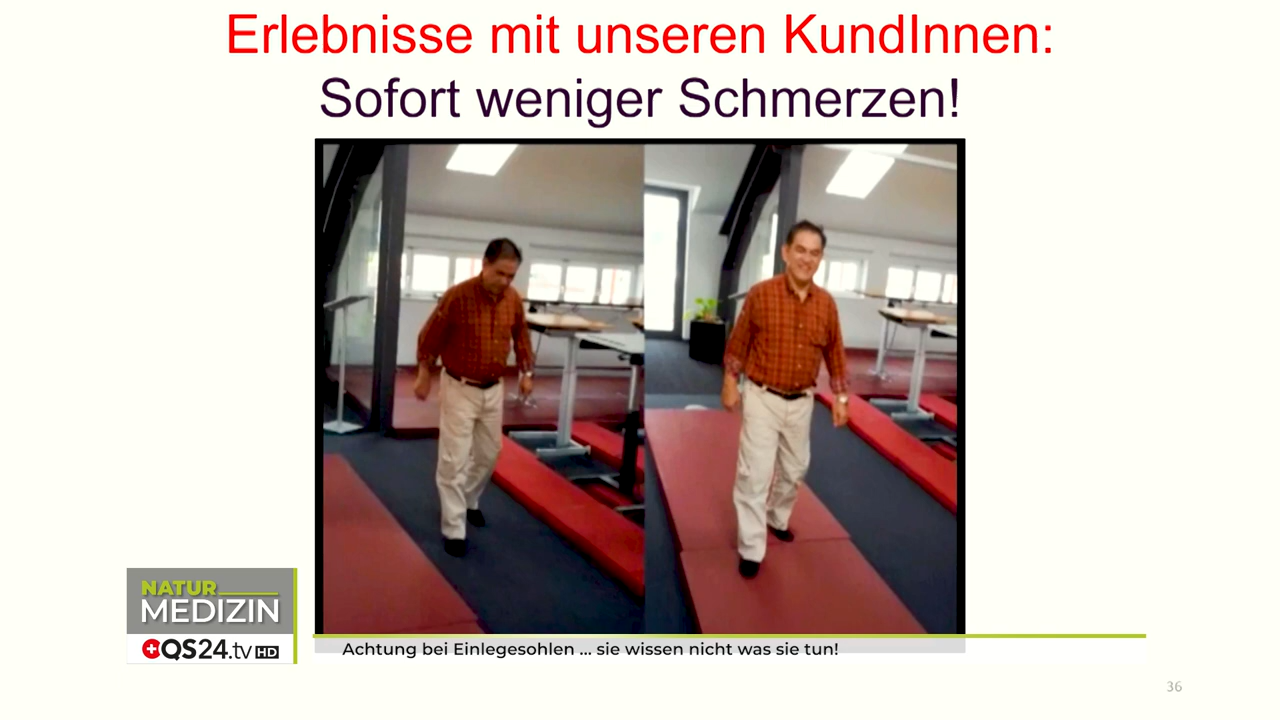 Erlebnisse mit unseren KundInnen:
Sofort weniger Schmerzen!
NATUR
MEDIZIN
QS24.tv HD
Achtung bei Einlegesohlen ... sie wissen nicht was sie tun!
36